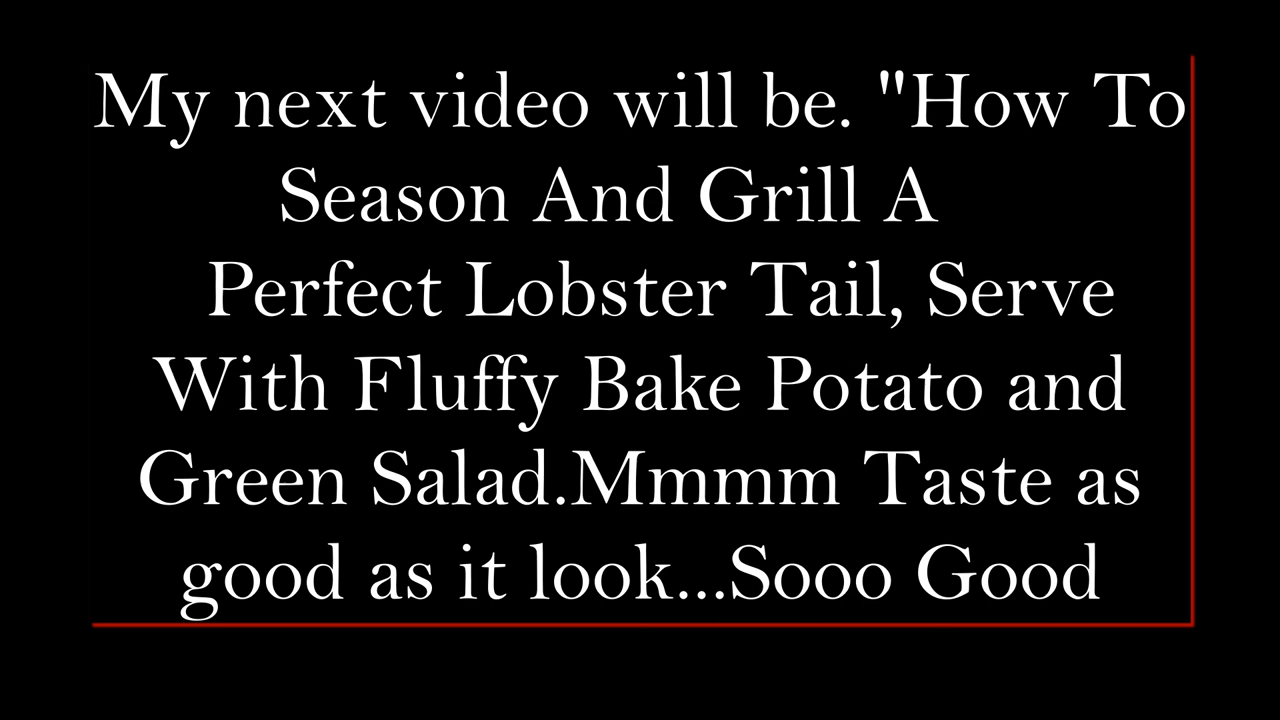 My next video will be. "How To
Season And Grill A
Perfect Lobster Tail, Serve
With Fluffy Bake Potato and
Green Salad.Mmmm Taste as
good as it look...Sooo Good